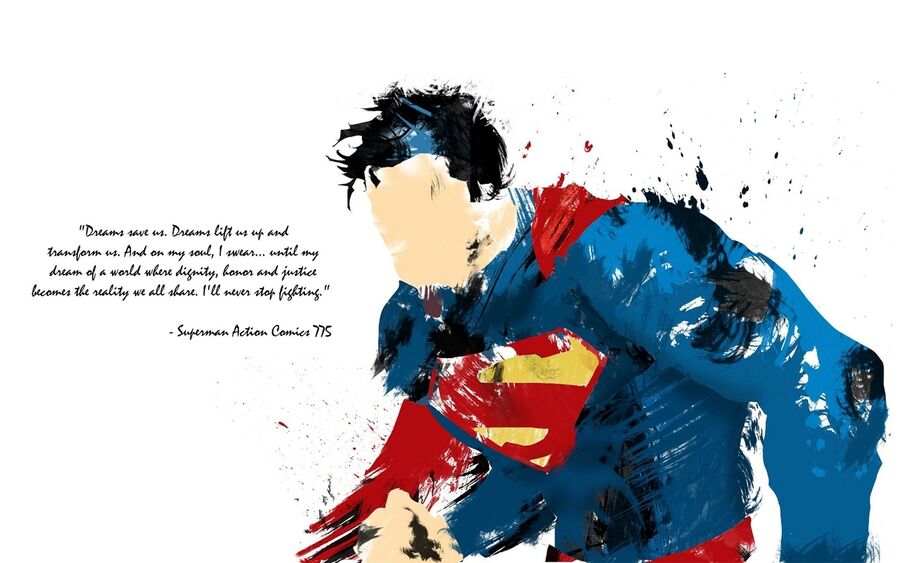 "Dreams save us. Dreams lift us up and
transform us. And on my soul, I swear... until my
dream of a world where dignity, honor and justice
becomes the reality we all share. I'll never stop fighting."
- Superman Action Comics 775